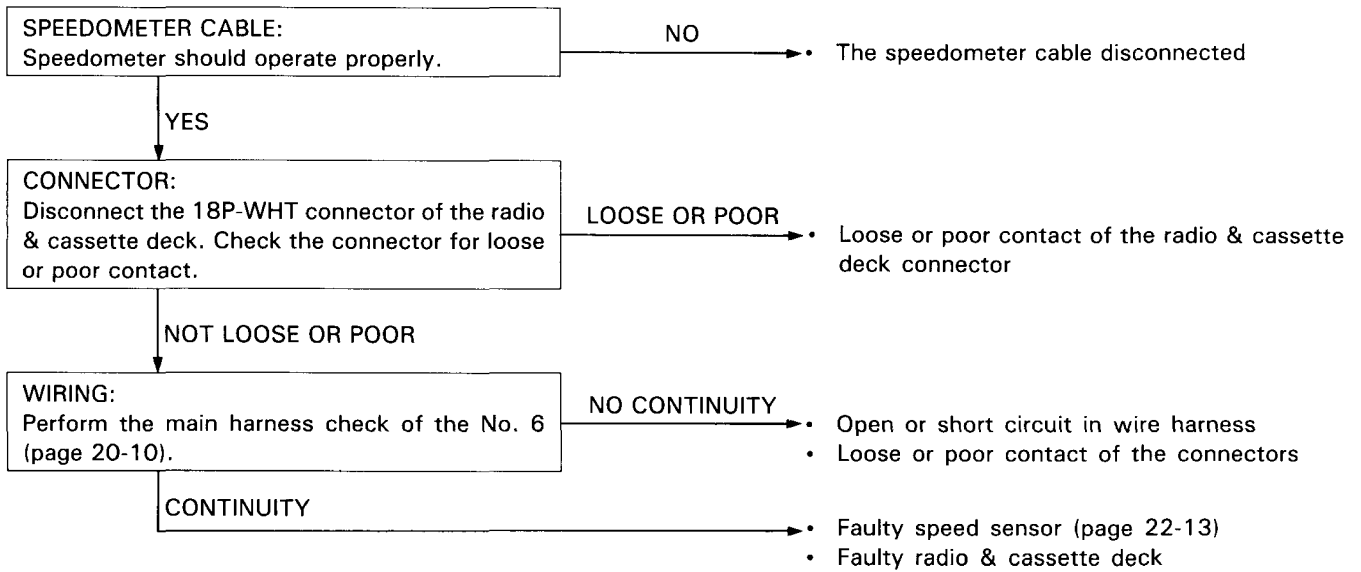 SPEEDOMETER CABLE:
Speedometer should operate properly.
NO
• The speedometer cable disconnected
YES
CONNECTOR:
Disconnect the 18P-WHT connector of the radio
& cassette deck. Check the connector for loose
or poor contact.
LOOSE OR POOR
• Loose or poor contact of the radio & cassette
deck connector
NOT LOOSE OR POOR
WIRING:
Perform the main harness check of the No. 6
(page 20-10).
NO CONTINUITY
• Open or short circuit in wire harness
• Loose or poor contact of the connectors
CONTINUITY
• Faulty speed sensor (page 22-13)
• Faulty radio & cassette deck